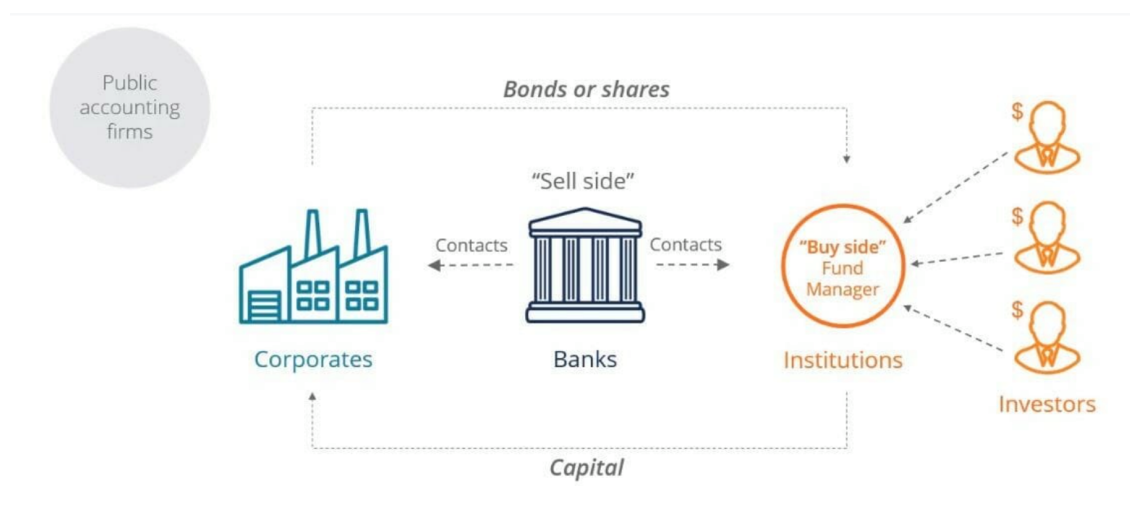 Public
accounting
firms
Bonds or shares
“Sell side”
Contacts
Contacts
“Buy side”
Fund
Manager
$
$
$
Corporates
Banks
Institutions
Investors
Capital